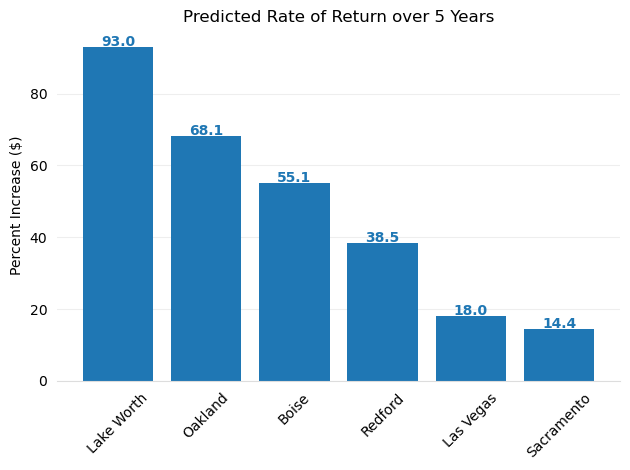 Predicted Rate of Return over 5 Years
Percent Increase ($)
80
60
40
20
0
93.0
68.1
55.1
38.5
18.0
14.4
Lake Worth
Oakland
Boise
Redford
Las Vegas
Sacramento